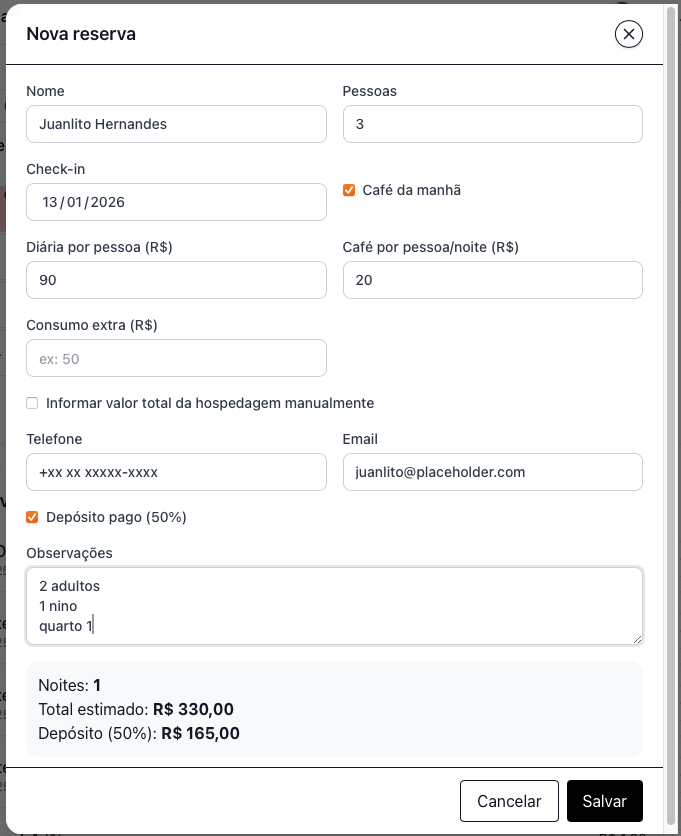 Nova reserva
Nome
Pessoas
Juanlito Hernandes
3
Check-in
13/01/2026
Café da manhã
Diária por pessoa (R$)
Café por pessoa/noite (R$)
90
20
Consumo extra (R$)
ex: 50
Informar valor total da hospedagem manualmente
Telefone
Email
+xx xx xxxxx-xxxx
juanlito@placeholder.com
Depósito pago (50%)
Observações
2 adultos
1 nino
quarto 1
Noites: 1
Total estimado: R$ 330,00
Depósito (50%): R$ 165,00
Cancelar
Salvar